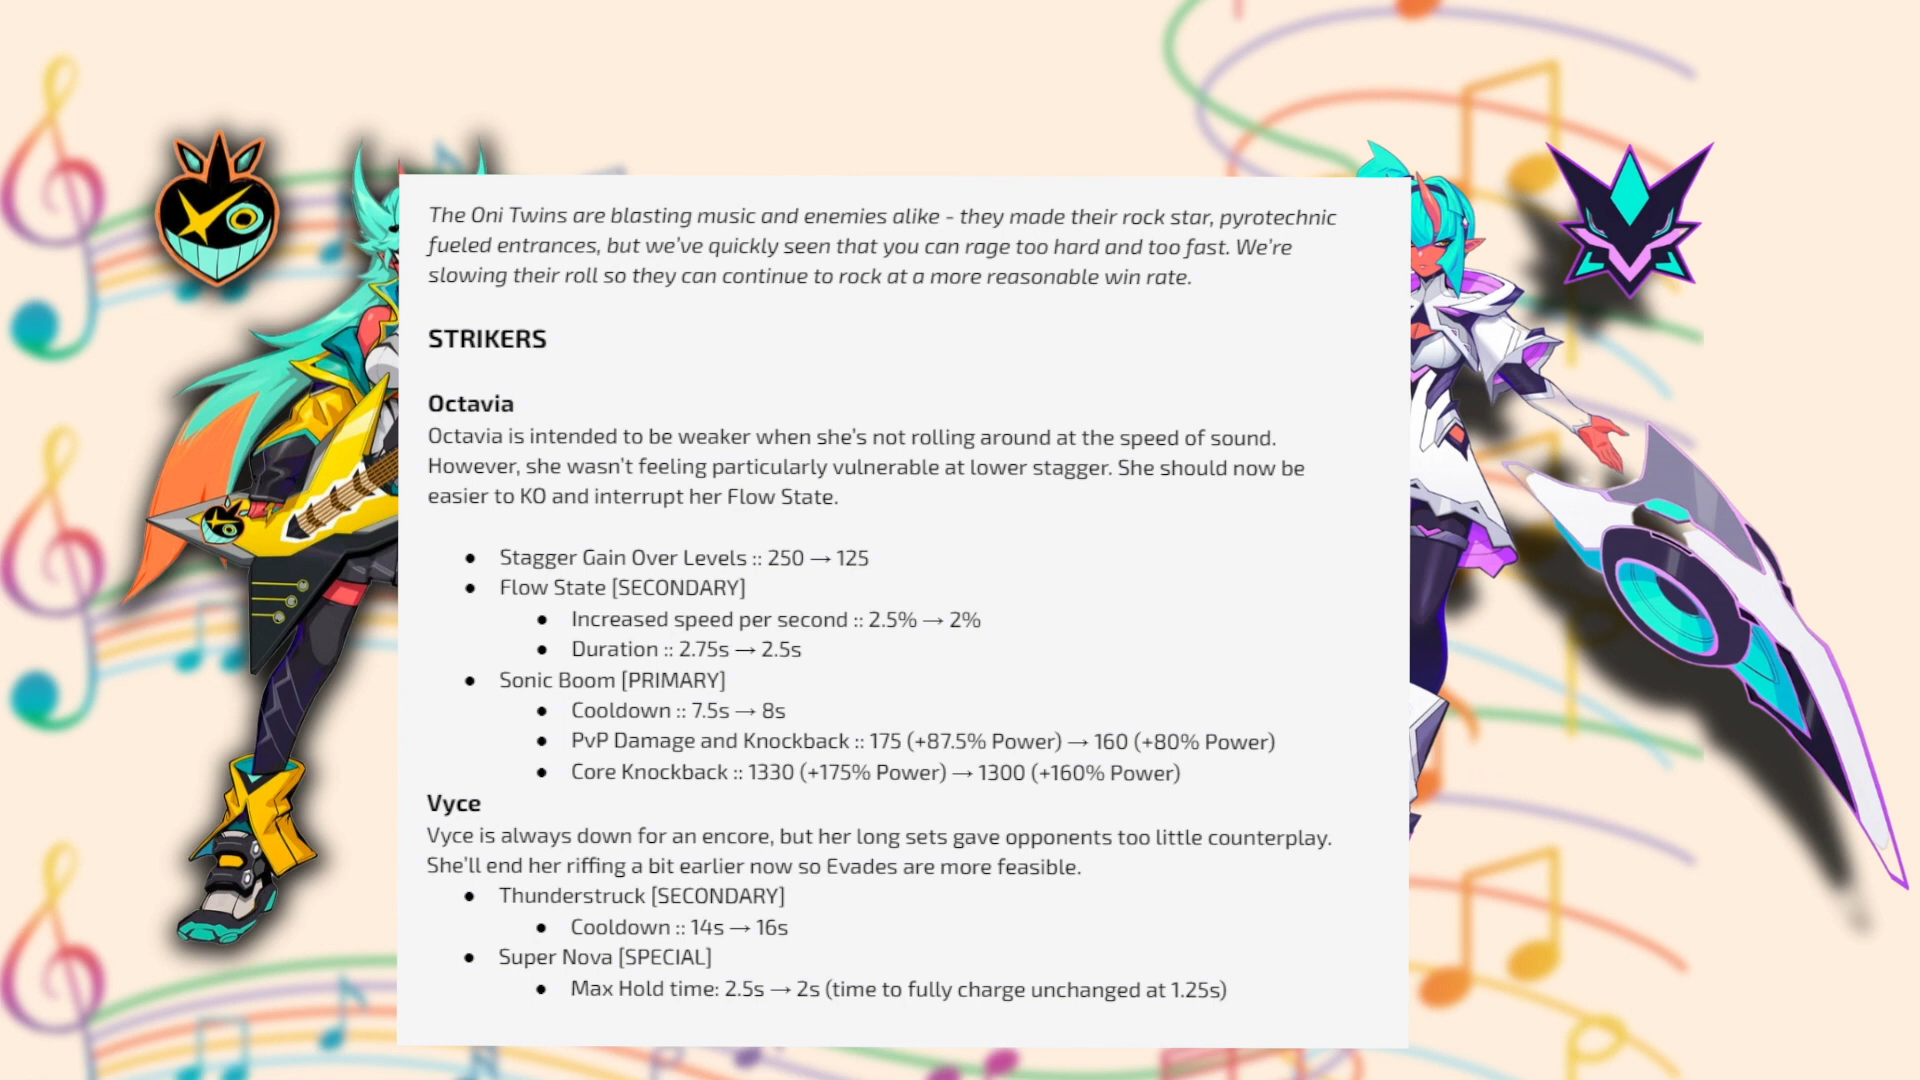 The Oni Twins are blasting music and enemies alike - they made their rock star, pyrotechnic
fueled entrances, but we've quickly seen that you can rage too hard and too fast. We're
slowing their roll so they can continue to rock at a more reasonable win rate.
STRIKERS
Octavia
Octavia is intended to be weaker when she's not rolling around at the speed of sound.
However, she wasn't feeling particularly vulnerable at lower stagger. She should now be
easier to KO and interrupt her Flow State.
● Stagger Gain Over Levels :: 250 → 125
● Flow State [SECONDARY]
● Increased speed per second :: 2.5% → 2%
● Duration :: 2.75s → 2.5s
● Sonic Boom [PRIMARY]
● Cooldown :: 7.5s → 8s
● PvP Damage and Knockback :: 175 (+87.5% Power) → 160 (+80% Power)
● Core Knockback :: 1330 (+175% Power) → 1300 (+160% Power)
Vyce
Vyce is always down for an encore, but her long sets gave opponents too little counterplay.
She'll end her riffing a bit earlier now so Evades are more feasible.
● Thunderstruck [SECONDARY]
● Cooldown :: 14s → 16s
● Super Nova [SPECIAL]
● Max Hold time: 2.5s → 2s (time to fully charge unchanged at 1.25s)